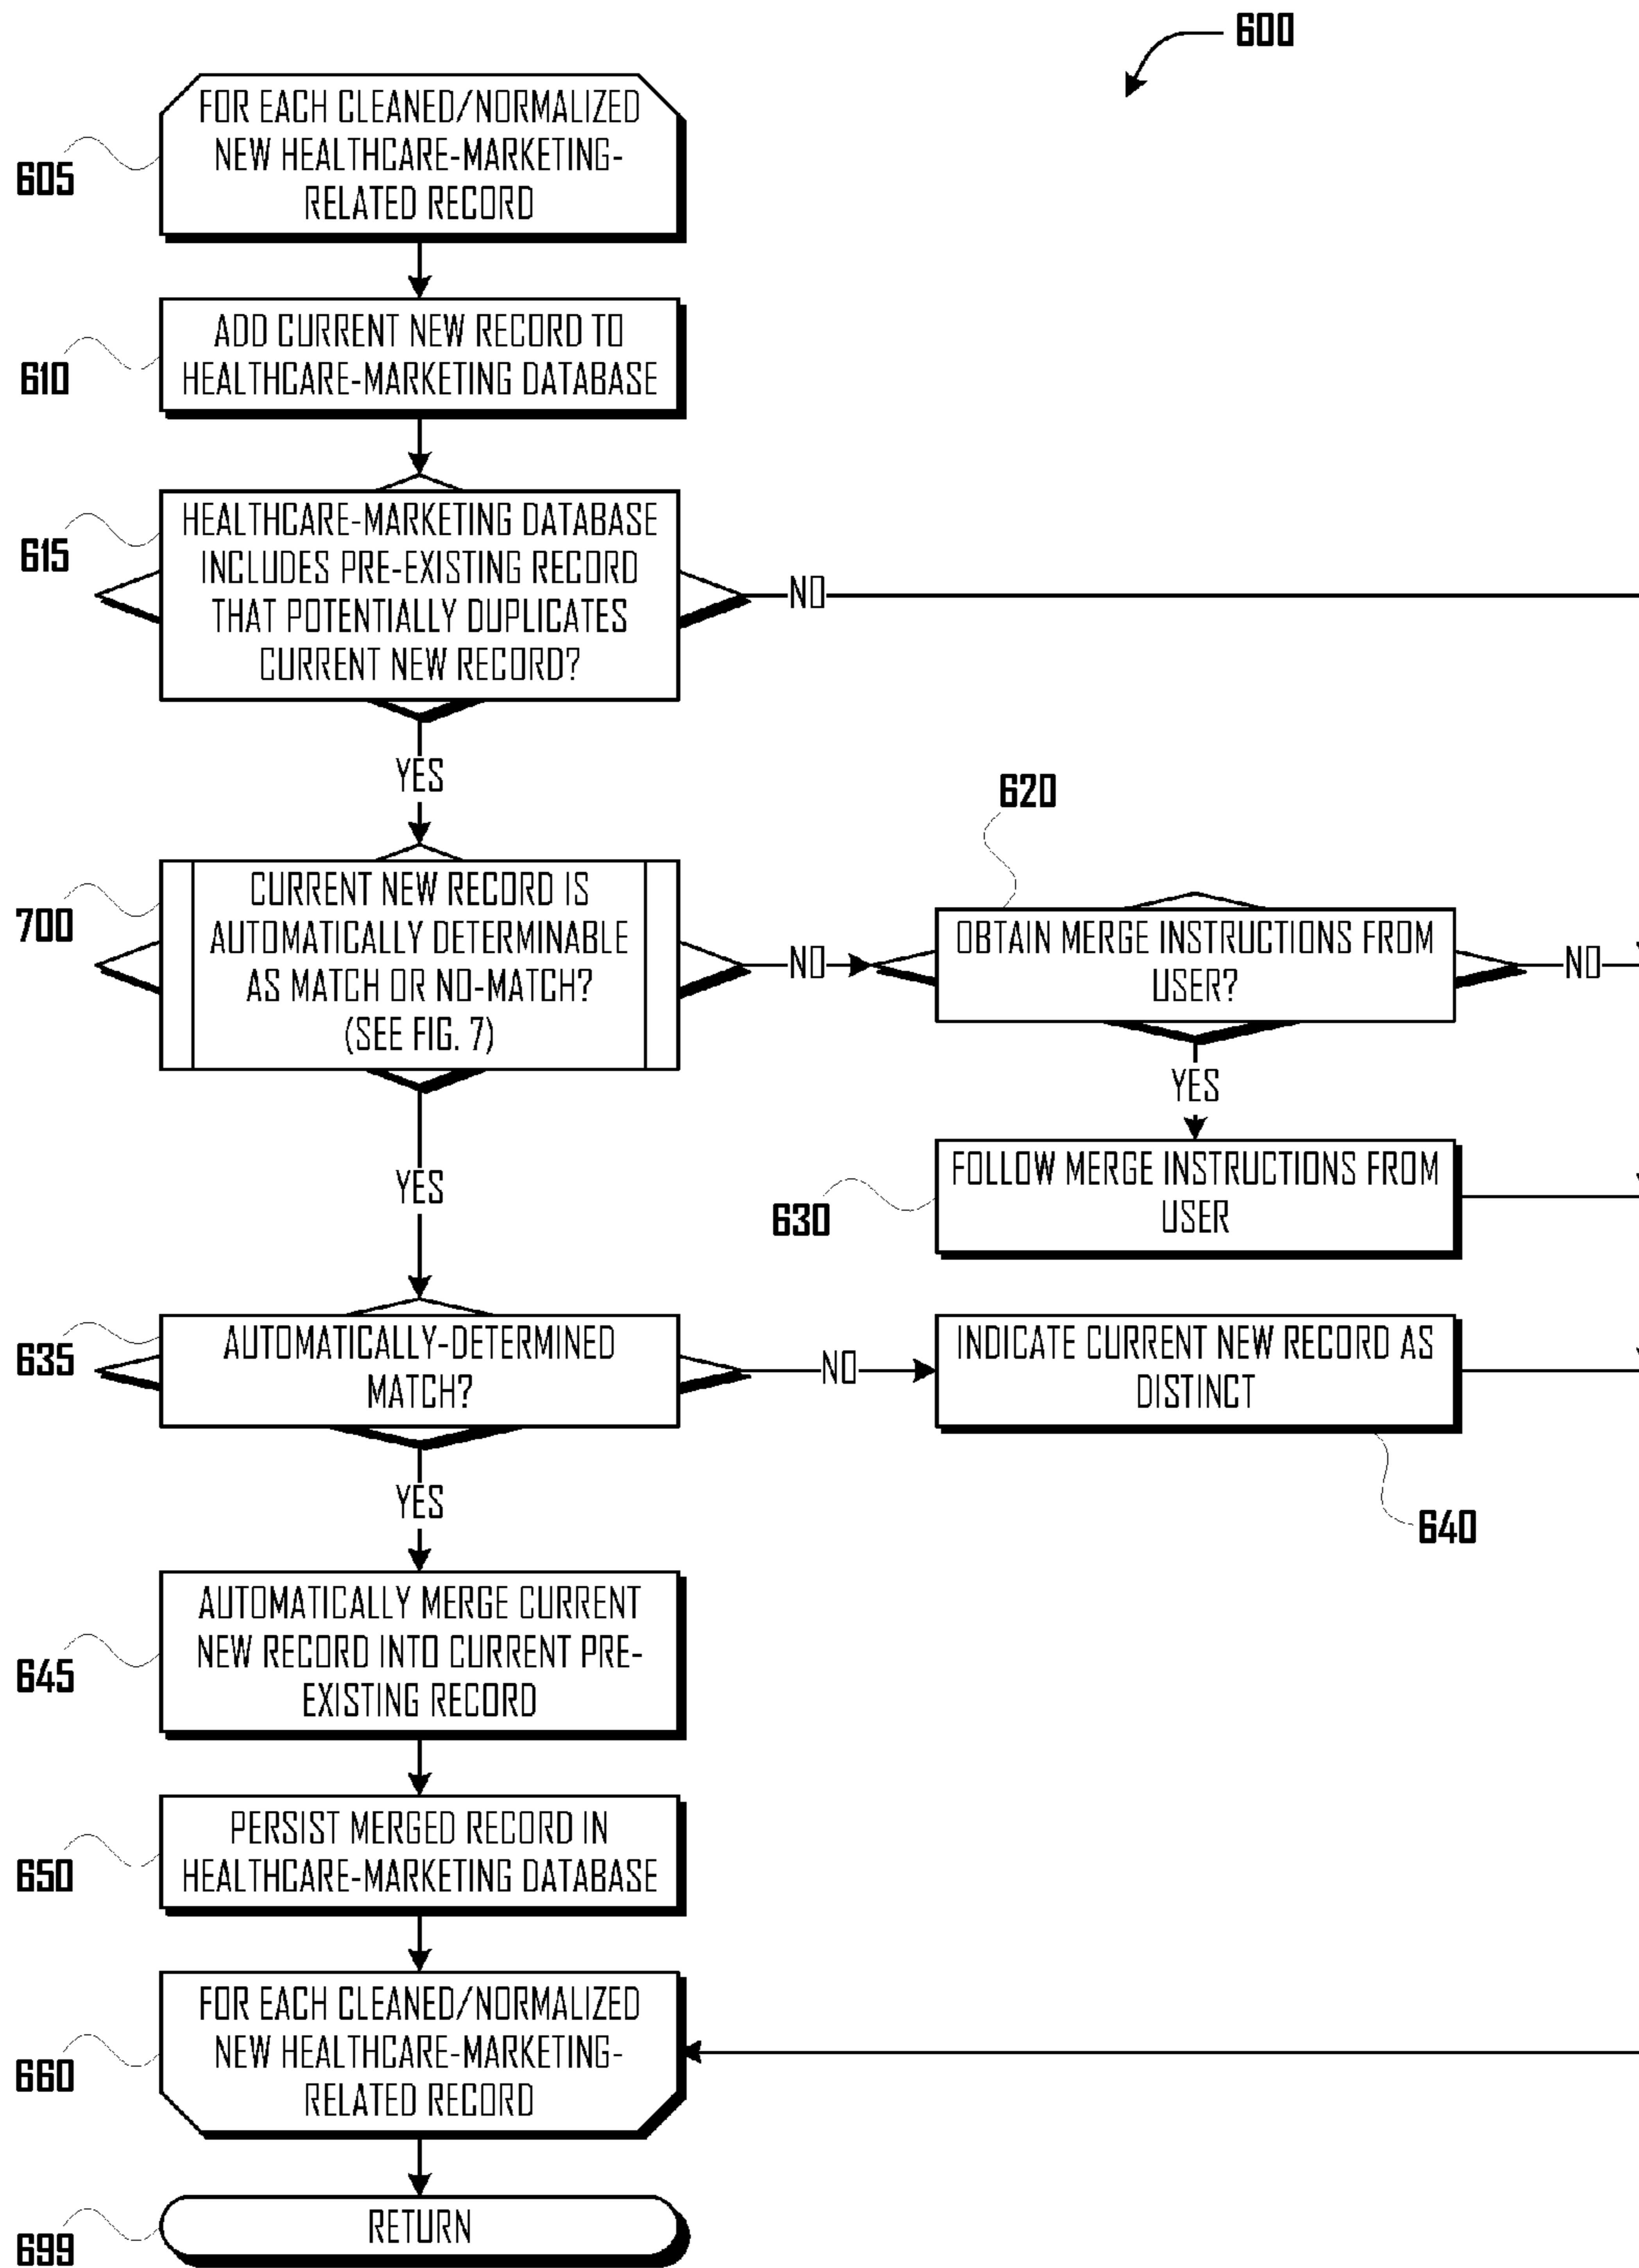 600
FOR EACH CLEANED/NORMALIZED
NEW HEALTHCARE-MARKETING-
RELATED RECORD
605
ADD CURRENT NEW RECORD TO
HEALTHCARE-MARKETING DATABASE
610
HEALTHCARE-MARKETING DATABASE
INCLUDES PRE-EXISTING RECORD
THAT POTENTIALLY DUPLICATES
CURRENT NEW RECORD?
615
NO
YES
620
CURRENT NEW RECORD IS
AUTOMATICALLY DETERMINABLE
AS MATCH OR NO-MATCH?
(SEE FIG. 7)
700
NO
OBTAIN MERGE INSTRUCTIONS FROM
USER?
NO
YES
FOLLOW MERGE INSTRUCTIONS FROM
USER
630
YES
AUTOMATICALLY-DETERMINED
MATCH?
635
NO
INDICATE CURRENT NEW RECORD AS
DISTINCT
640
YES
AUTOMATICALLY MERGE CURRENT
NEW RECORD INTO CURRENT PRE-
EXISTING RECORD
645
PERSIST MERGED RECORD IN
HEALTHCARE-MARKETING DATABASE
650
FOR EACH CLEANED/NORMALIZED
NEW HEALTHCARE-MARKETING-
RELATED RECORD
660
RETURN
699